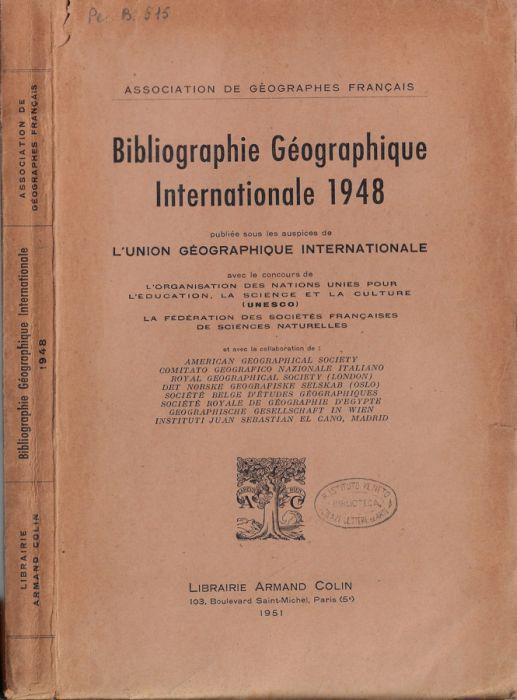 Pe. B. 515
ASSOCIATION DE GÉOGRAPHES FRANÇAIS
Bibliographie Géographique
Internationale 1948
publiée sous les auspices de
L'UNION GÉOGRAPHIQUE INTERNATIONALE
avec le concours de
L'ORGANISATION DES NATIONS UNIES POUR
L'ÉDUCATION, LA SCIENCE ET LA CULTURE
(UNESCO)
LA FÉDÉRATION DES SOCIÉTÉS FRANÇAISES
DE SCIENCES NATURELLES
et avec la collaboration de :
AMERICAN GEOGRAPHICAL SOCIETY
COMITATO GEOGRAFICO NAZIONALE ITALIANO
ROYAL GEOGRAPHICAL SOCIETY (LONDON)
DET NORSKE GEOGRAFISKE SELSKAB (OSLO)
SOCIÉTÉ BELGE D'ÉTUDES GÉOGRAPHIQUES
SOCIÉTÉ ROYALE DE GÉOGRAPHIE D'EGYPTE
GEOGRAPHISCHE GESELLSCHAFT IN WIEN
INSTITUTI JUAN SEBASTIAN EL CANO, MADRID
A C
R. ISTITUTO VENETO
BIBLIOTECA
LIBRAIRIE ARMAND COLIN
103, Boulevard Saint-Michel, Paris (5e)
1951
ASSOCIATION DE
GÉOGRAPHES FRANÇAIS
Bibliographie Géographique Internationale
1948
LIBRAIRIE
ARMAND COLIN